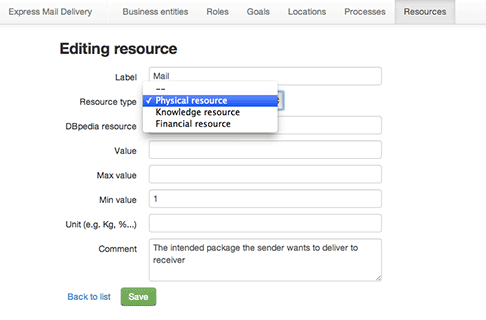 Express Mail Delivery Business entities Roles Goals Locations Processes Resources
Editing resource
Label Mail
--
Resource type ✓ Physical resource
Knowledge resource
Financial resource
DBpedia resource
Value
Max value
Min value 1
Unit (e.g. Kg, %...)
Comment The intended package the sender wants to deliver to
receiver
Back to list Save